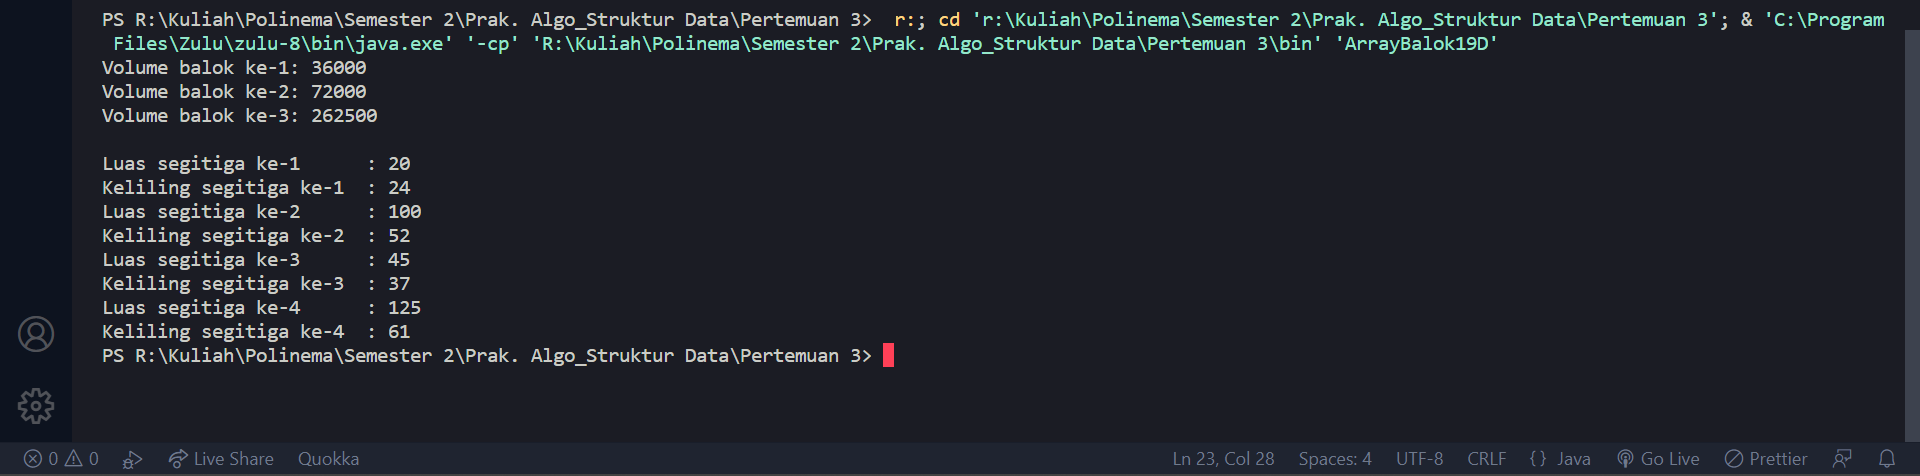 PS R:\Kuliah\Polinema\Semester 2\Prak. Algo_Struktur Data\Pertemuan 3>  r:; cd 'r:\Kuliah\Polinema\Semester 2\Prak. Algo_Struktur Data\Pertemuan 3'; & 'C:\Program
 Files\Zulu\zulu-8\bin\java.exe' '-cp' 'R:\Kuliah\Polinema\Semester 2\Prak. Algo_Struktur Data\Pertemuan 3\bin' 'ArrayBalok19D'
Volume balok ke-1: 36000
Volume balok ke-2: 72000
Volume balok ke-3: 262500
Luas segitiga ke-1      : 20
Keliling segitiga ke-1  : 24
Luas segitiga ke-2      : 100
Keliling segitiga ke-2  : 52
Luas segitiga ke-3      : 45
Keliling segitiga ke-3  : 37
Luas segitiga ke-4      : 125
Keliling segitiga ke-4  : 61
PS R:\Kuliah\Polinema\Semester 2\Prak. Algo_Struktur Data\Pertemuan 3>
0 0 Live Share Quokka Ln 23, Col 28 Spaces: 4 UTF-8 CRLF {} Java Go Live Prettier